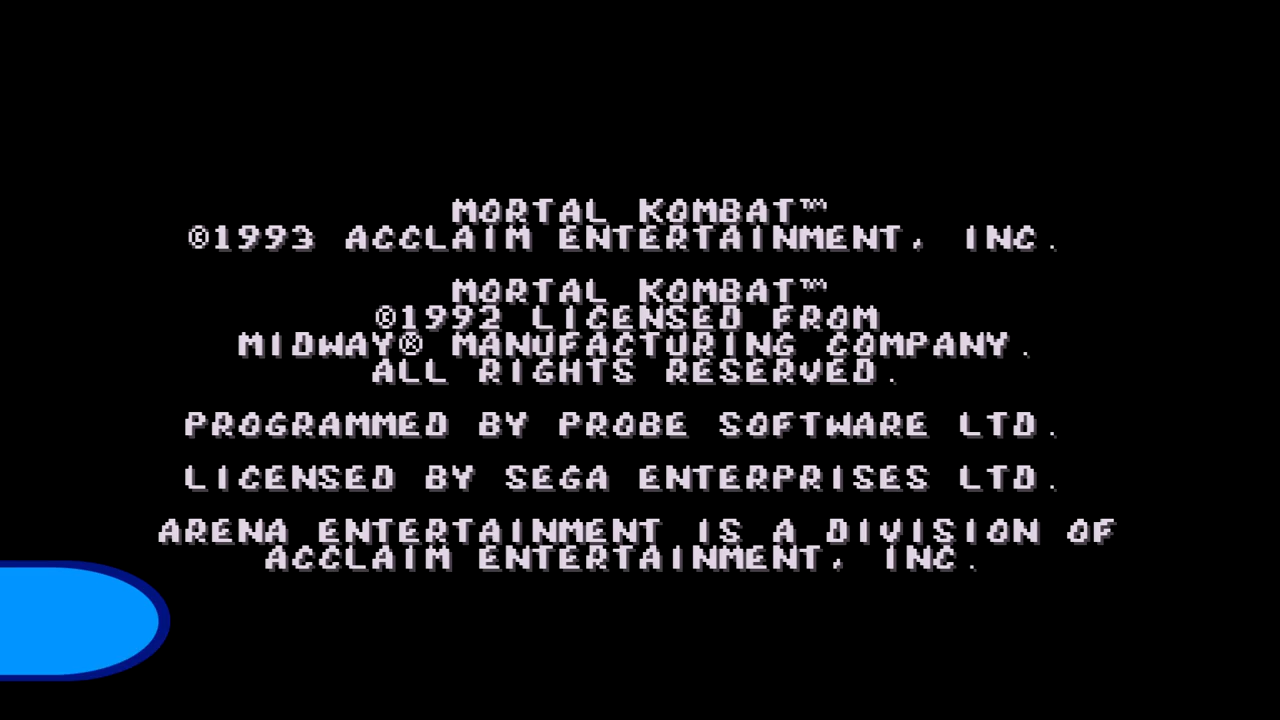 MORTAL KOMBAT™
©1993 ACCLAIM ENTERTAINMENT, INC.
MORTAL KOMBAT™
©1992 LICENSED FROM
MIDWAY® MANUFACTURING COMPANY.
ALL RIGHTS RESERVED.
PROGRAMMED BY PROBE SOFTWARE LTD.
LICENSED BY SEGA ENTERPRISES LTD.
ARENA ENTERTAINMENT IS A DIVISION OF
ACCLAIM ENTERTAINMENT, INC.